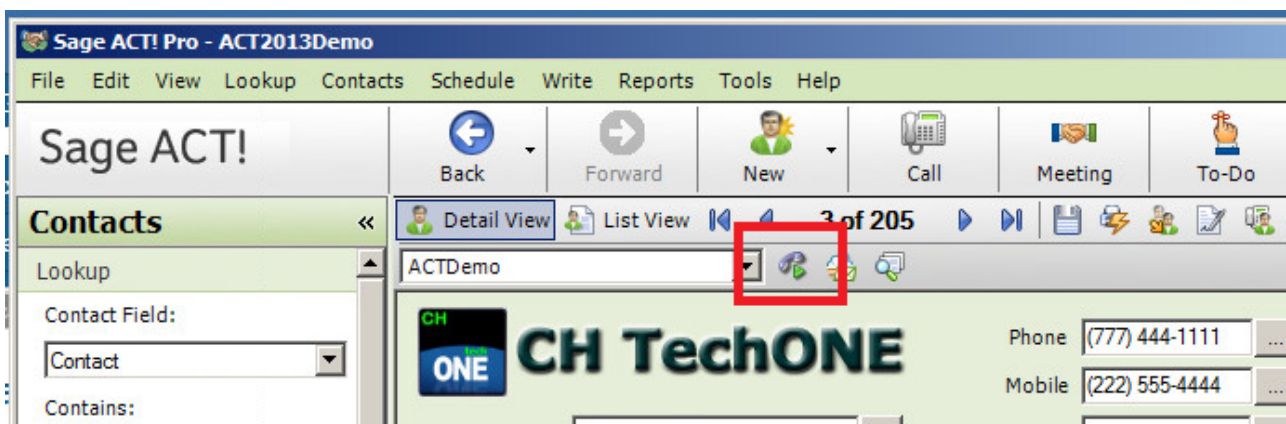 Sage ACT! Pro - ACT2013Demo
File Edit View Lookup Contacts Schedule Write Reports Tools Help
Sage ACT!
Back Forward New Call Meeting To-Do
Contacts «
Detail View List View 3 of 205
Lookup
ACTDemo
Contact Field:
Contact
Contains:
CH
tech
ONE
CH TechONE
Phone (777) 444-1111 ...
Mobile (222) 555-4444 ...